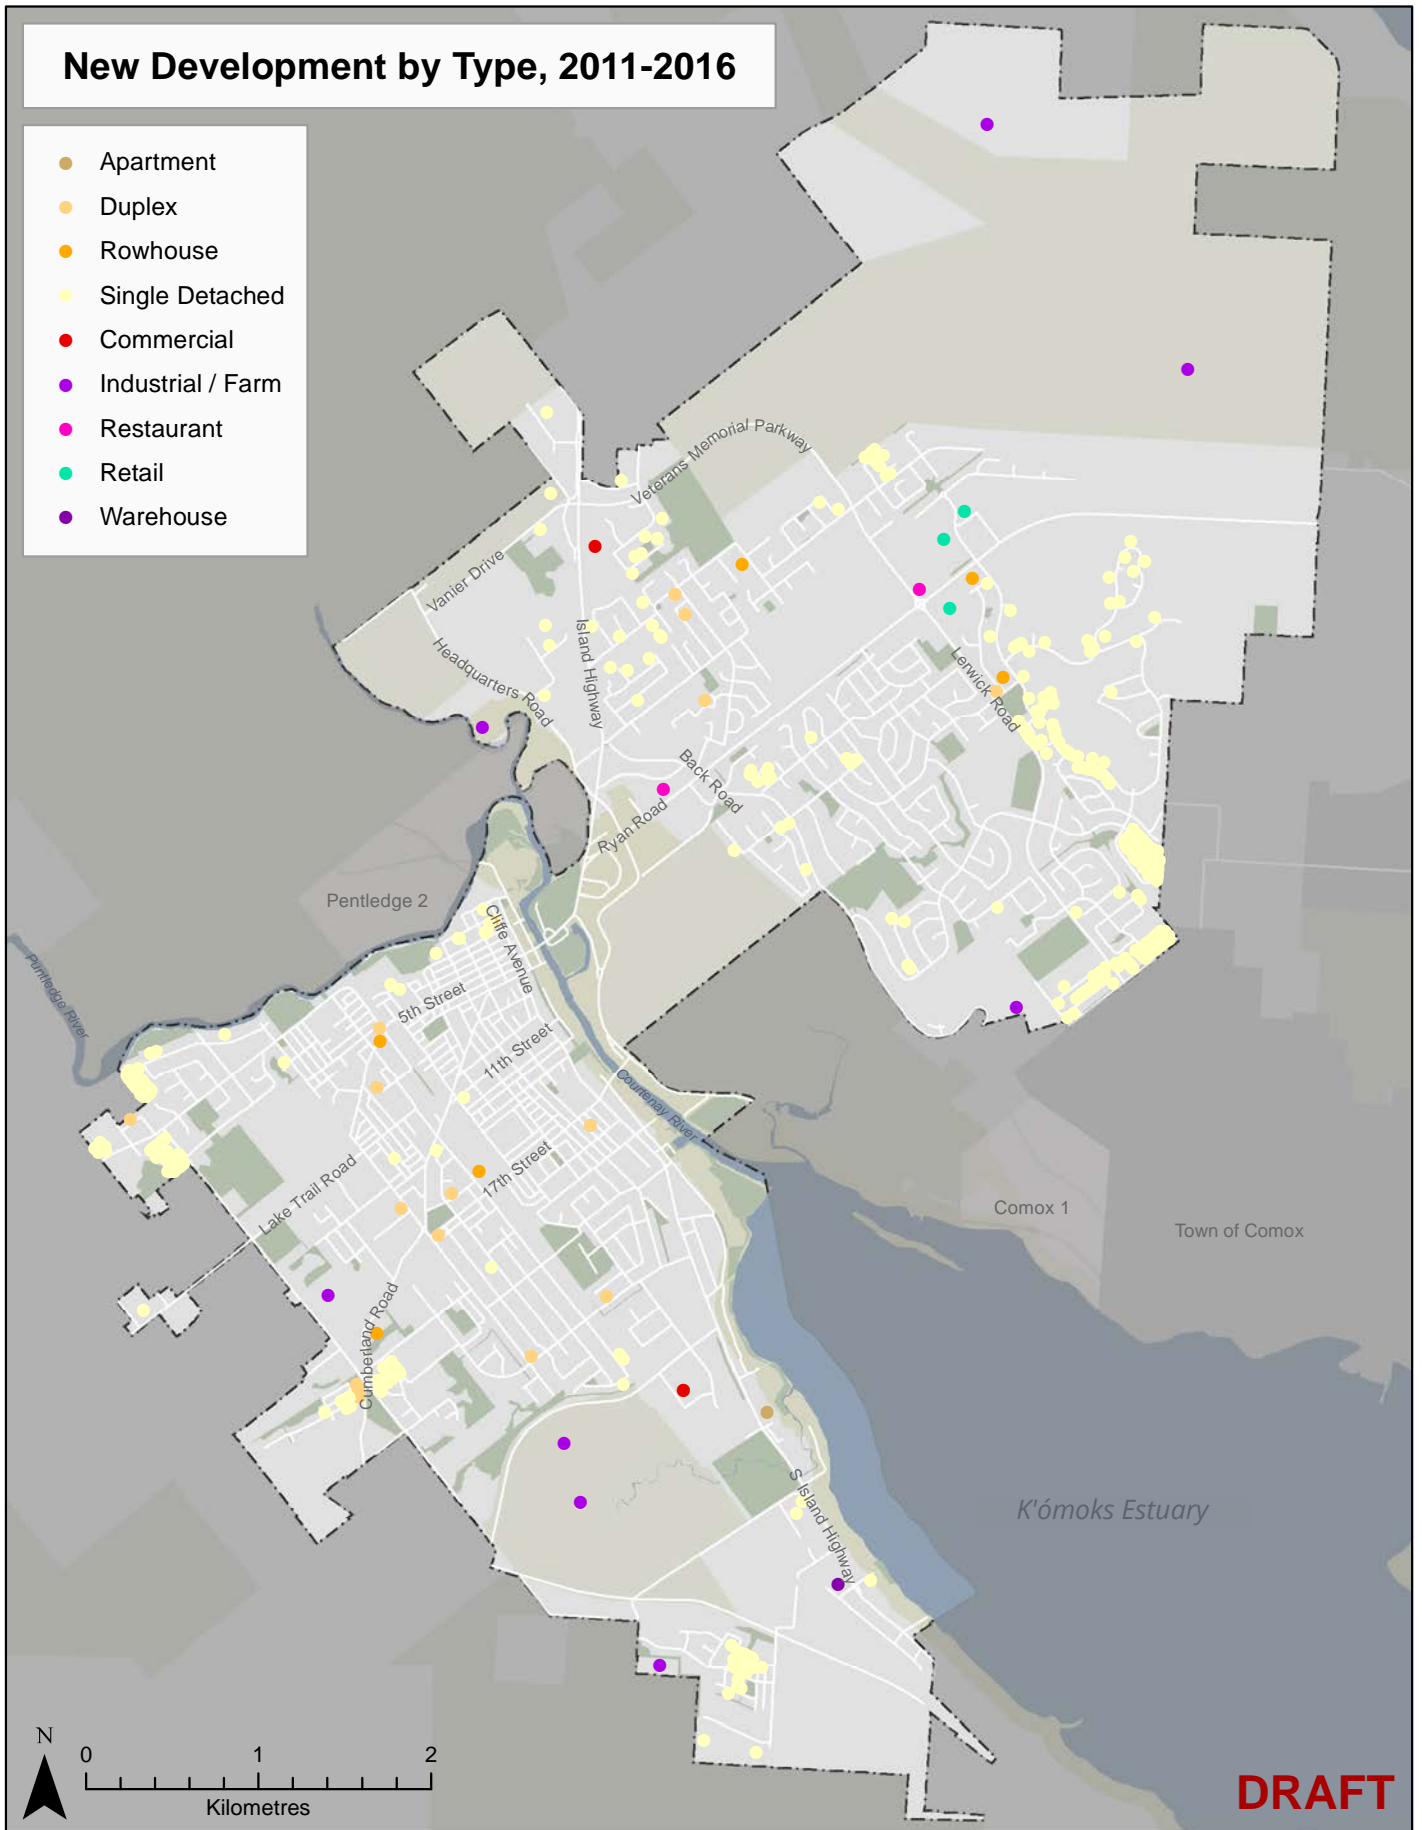 New Development by Type, 2011-2016
Apartment
Duplex
Rowhouse
Single Detached
Commercial
Industrial / Farm
Restaurant
Retail
Warehouse
Veterans Memorial Parkway
Vanier Drive
Island Highway
Headquarters Road
Lerwick Road
Back Road
Ryan Road
Pentledge 2
Cliffe Avenue
Puntledge River
5th Street
11th Street
Courtenay River
17th Street
Lake Trail Road
Comox 1
Town of Comox
Cumberland Road
S Island Highway
K'ómoks Estuary
N
0 1 2
Kilometres
DRAFT